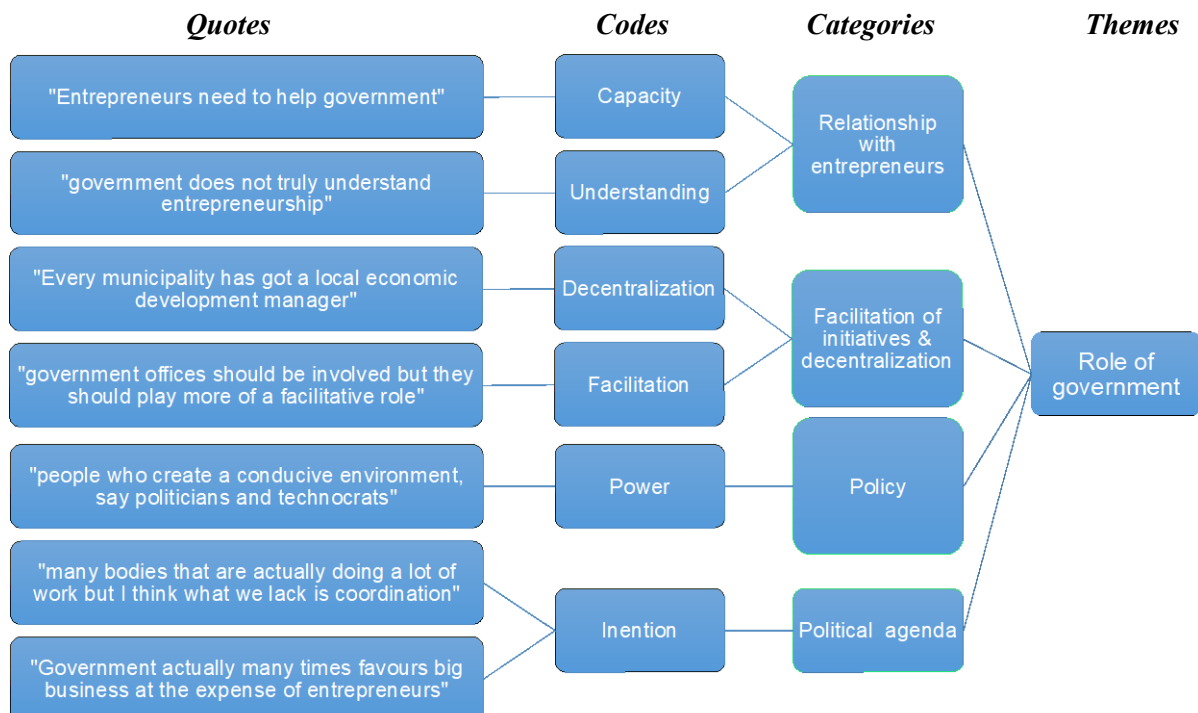 Quotes
Codes
Categories
Themes
"Entrepreneurs need to help government"
Capacity
Relationship
with
entrepreneurs
"government does not truly understand
entrepreneurship"
Understanding
"Every municipality has got a local economic
development manager"
Decentralization
Facilitation of
initiatives &
decentralization
"government offices should be involved but they
should play more of a facilitative role"
Facilitation
Role of
government
"people who create a conducive environment,
say politicians and technocrats"
Power
Policy
"many bodies that are actually doing a lot of
work but I think what we lack is coordination"
Inention
Political agenda
"Government actually many times favours big
business at the expense of entrepreneurs"